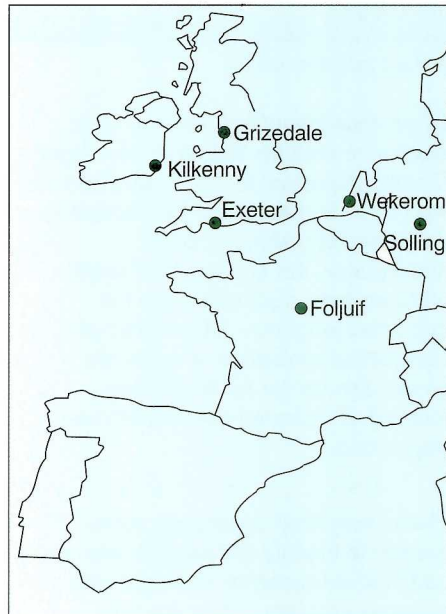 Grizedale
Kilkenny
Wekerom
Exeter
Solling
Foljuif